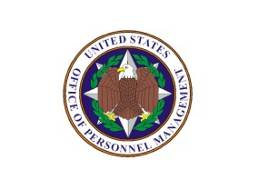 UNITED STATES
OFFICE OF PERSONNEL MANAGEMENT